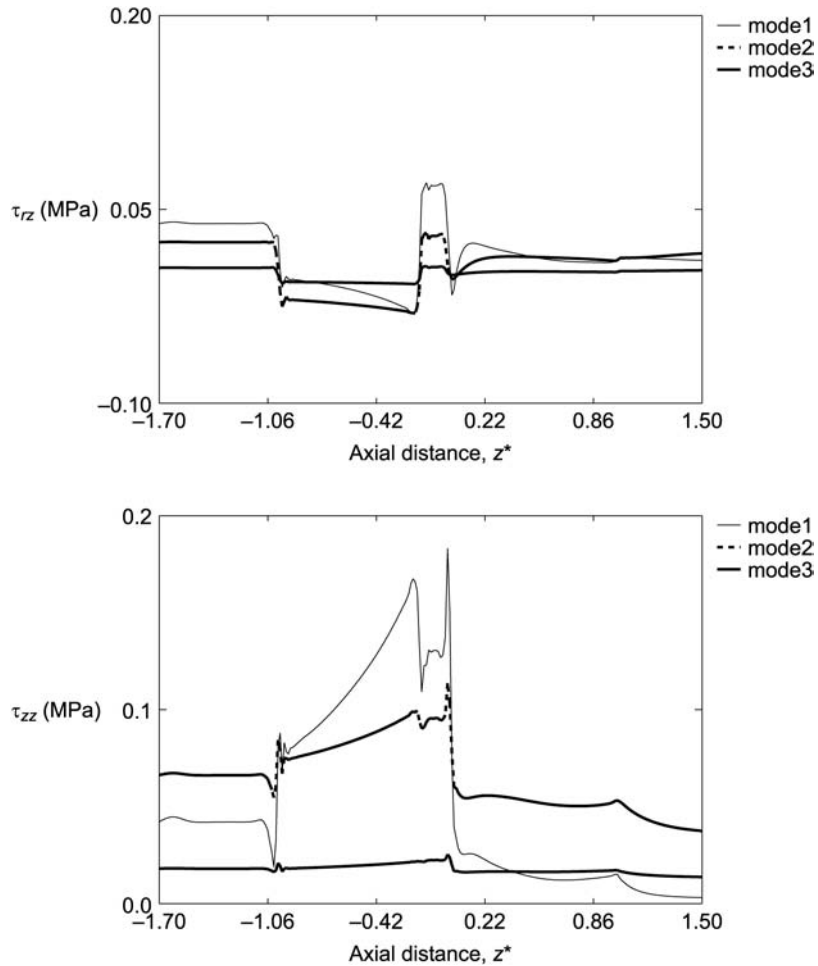 0.20
mode1
mode2
mode3
τrz (MPa)
0.05
–0.10
–1.70 –1.06 –0.42 0.22 0.86 1.50
Axial distance, z*
0.2
mode1
mode2
mode3
τzz (MPa)
0.1
0.0
–1.70 –1.06 –0.42 0.22 0.86 1.50
Axial distance, z*